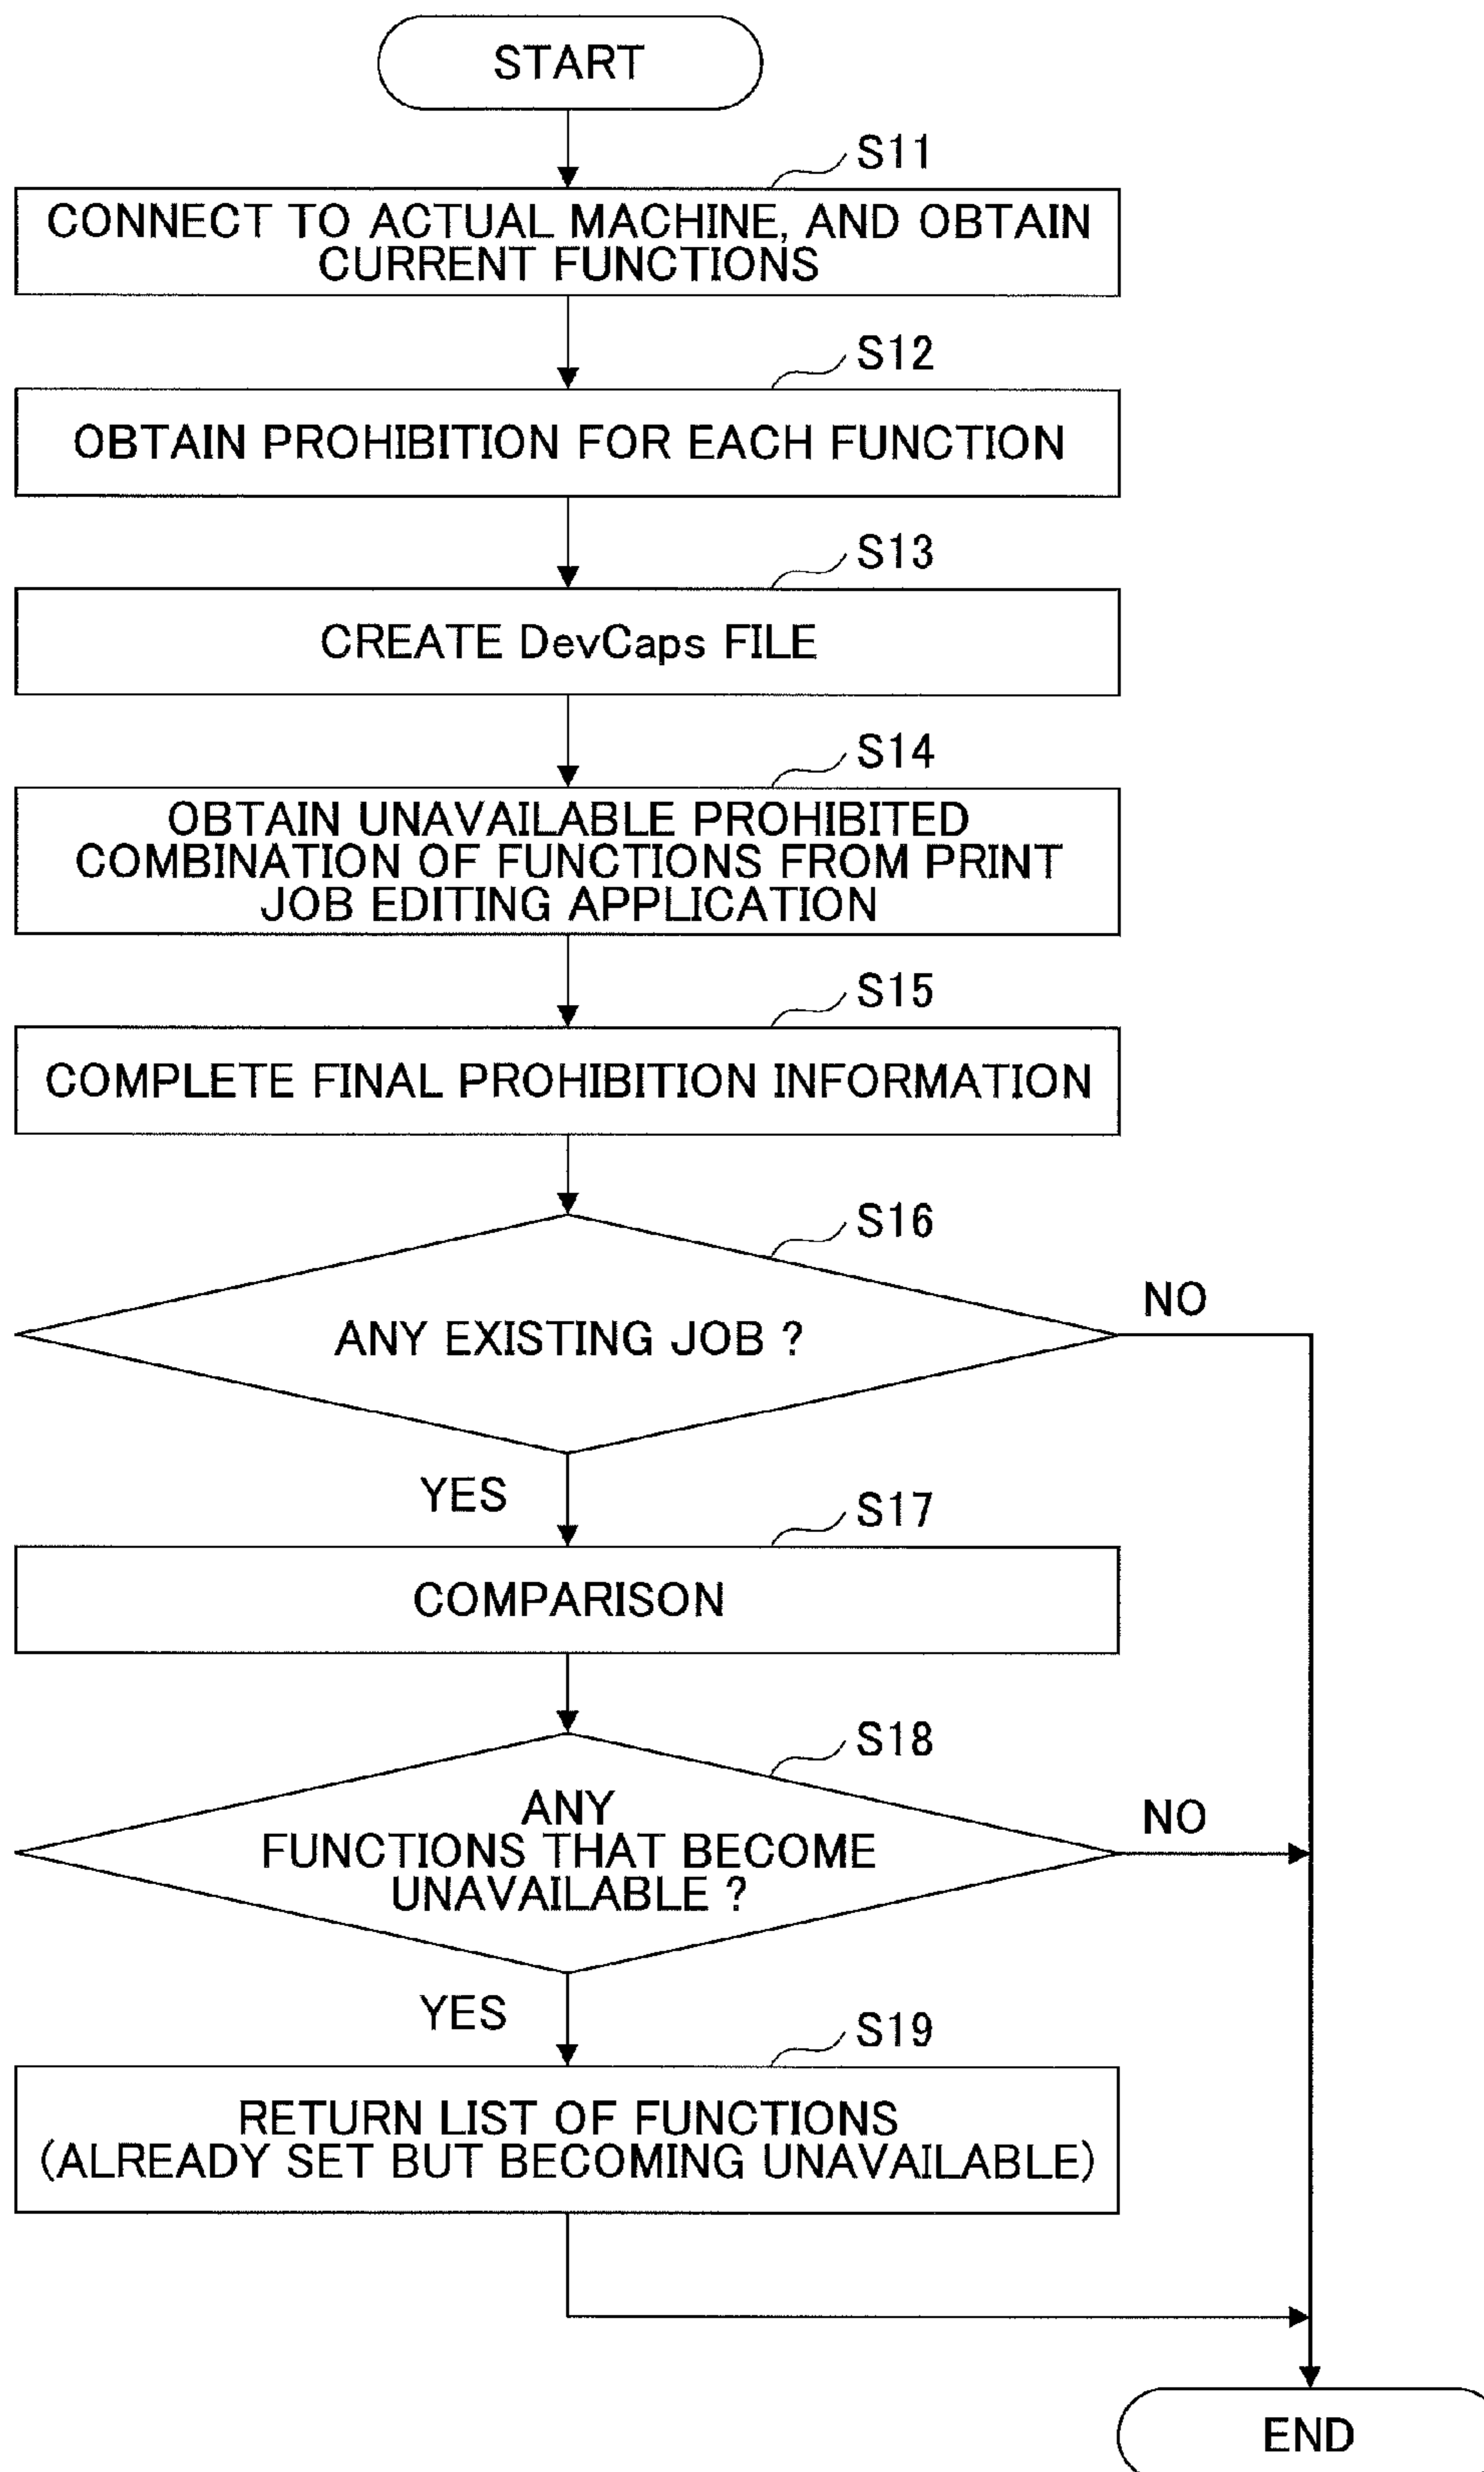 START
S11
CONNECT TO ACTUAL MACHINE, AND OBTAIN
CURRENT FUNCTIONS
S12
OBTAIN PROHIBITION FOR EACH FUNCTION
S13
CREATE DevCaps FILE
S14
OBTAIN UNAVAILABLE PROHIBITED
COMBINATION OF FUNCTIONS FROM PRINT
JOB EDITING APPLICATION
S15
COMPLETE FINAL PROHIBITION INFORMATION
S16
ANY EXISTING JOB ?
NO
YES
S17
COMPARISON
S18
ANY
FUNCTIONS THAT BECOME
UNAVAILABLE ?
NO
YES
S19
RETURN LIST OF FUNCTIONS
(ALREADY SET BUT BECOMING UNAVAILABLE)
END